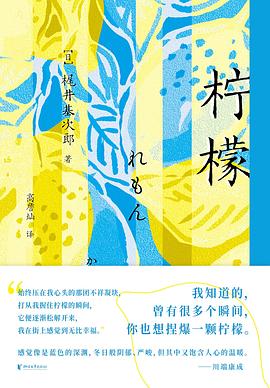 柠檬
れもん
か
[日] 梶井基次郎 著
高詹灿 译
“始终压在我心头的那团不祥凝块，
打从我握住柠檬的瞬间，
它便逐渐松解开来，
我在街上感觉到无比幸福。”
我知道的，
曾有很多个瞬间，
你也想捏爆一颗柠檬。
感觉像是蓝色的深渊，冬日般阴郁、严峻，但其中又饱含人心的温暖。
——川端康成